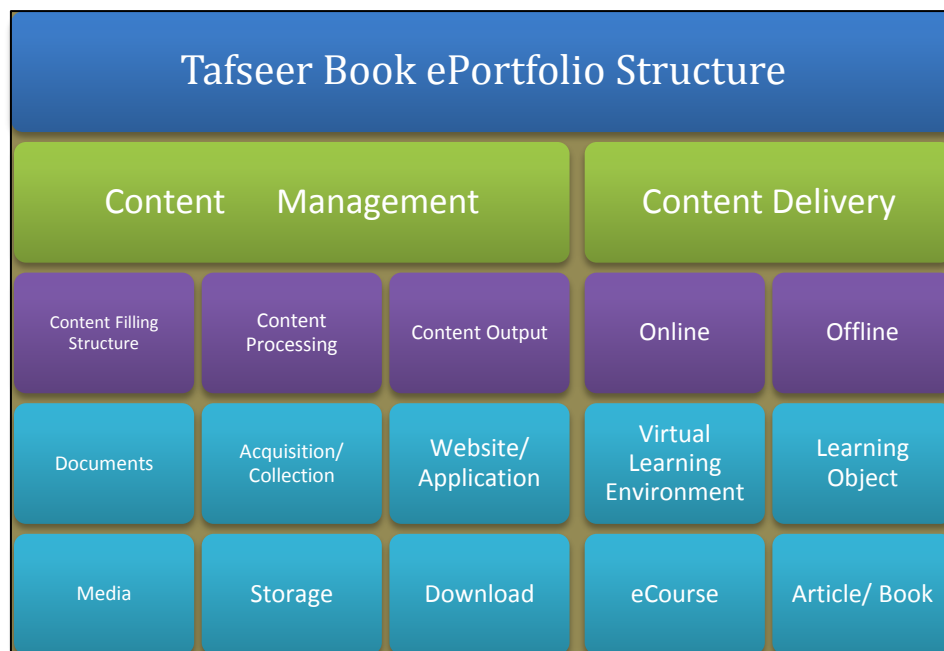 Tafseer Book ePortfolio Structure
Content Management
Content Delivery
Content Filling
Structure
Content
Processing
Content Output
Online
Offline
Documents
Acquisition/
Collection
Website/
Application
Virtual
Learning
Environment
Learning
Object
Media
Storage
Download
eCourse
Article/ Book